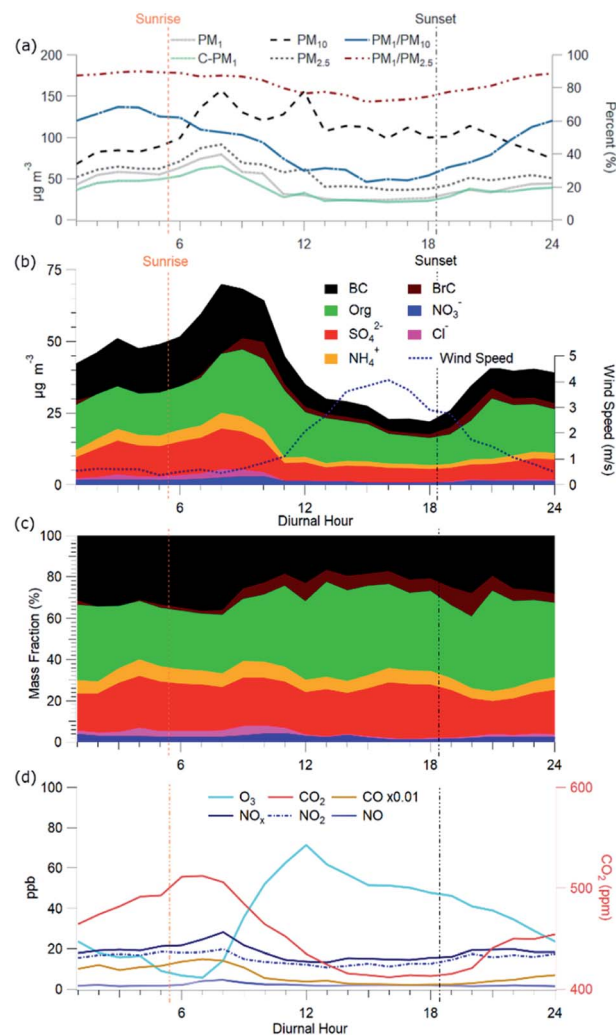 Sunrise
Sunset
(a)
PM1
PM10
PM1/PM10
C-PM1
PM2.5
PM1/PM2.5
200
150
100
50
0
µg m-3
100
80
60
40
20
0
Percent (%)
6
12
18
24
(b)
Sunrise
Sunset
75
50
25
0
µg m-3
BC
BrC
Org
NO3-
SO42-
Cl-
NH4+
Wind Speed
5
4
3
2
1
0
Wind Speed (m/s)
6
12
18
24
Diurnal Hour
(c)
100
80
60
40
20
0
Mass Fraction (%)
6
12
18
24
(d)
100
80
60
40
20
0
ppb
O3
CO2
CO x0.01
NOx
NO2
NO
600
500
400
CO2 (ppm)
6
12
18
24
Diurnal Hour